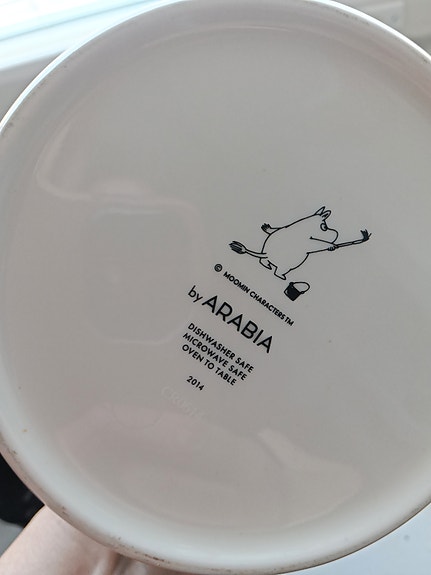 © MOOMIN CHARACTERS™
by ARABIA
DISHWASHER SAFE
MICROWAVE SAFE
OVEN TO TABLE
2014